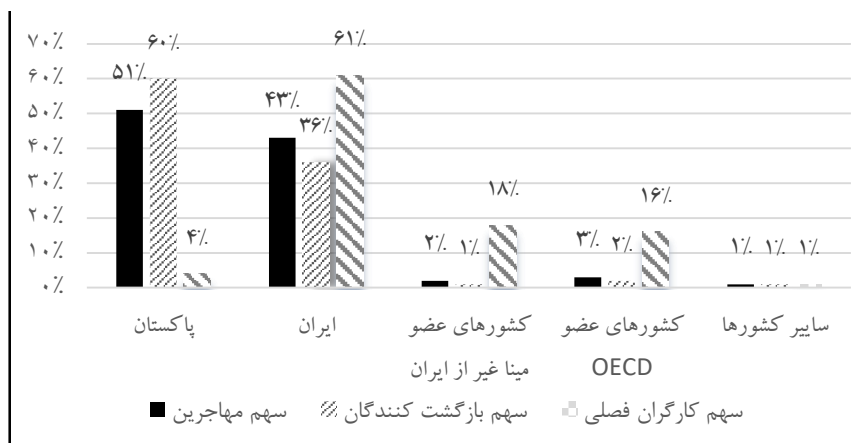 ۷۰٪
۶۰٪
۵۰٪
۴۰٪
۳۰٪
۲۰٪
۱۰٪
۰٪
۵۱٪ ۶۰٪ ۴٪
۴۳٪ ۳۶٪ ۶۱٪
۲٪ ۱٪ ۱۸٪
۳٪ ۲٪ ۱۶٪
۱٪ ۱٪ ۱٪
پاکستان
ایران
کشورهای عضو
مینا غیر از ایران
کشورهای عضو
OECD
سایر کشورها
سهم مهاجرین
سهم بازگشت کنندگان
سهم کارگران فصلی